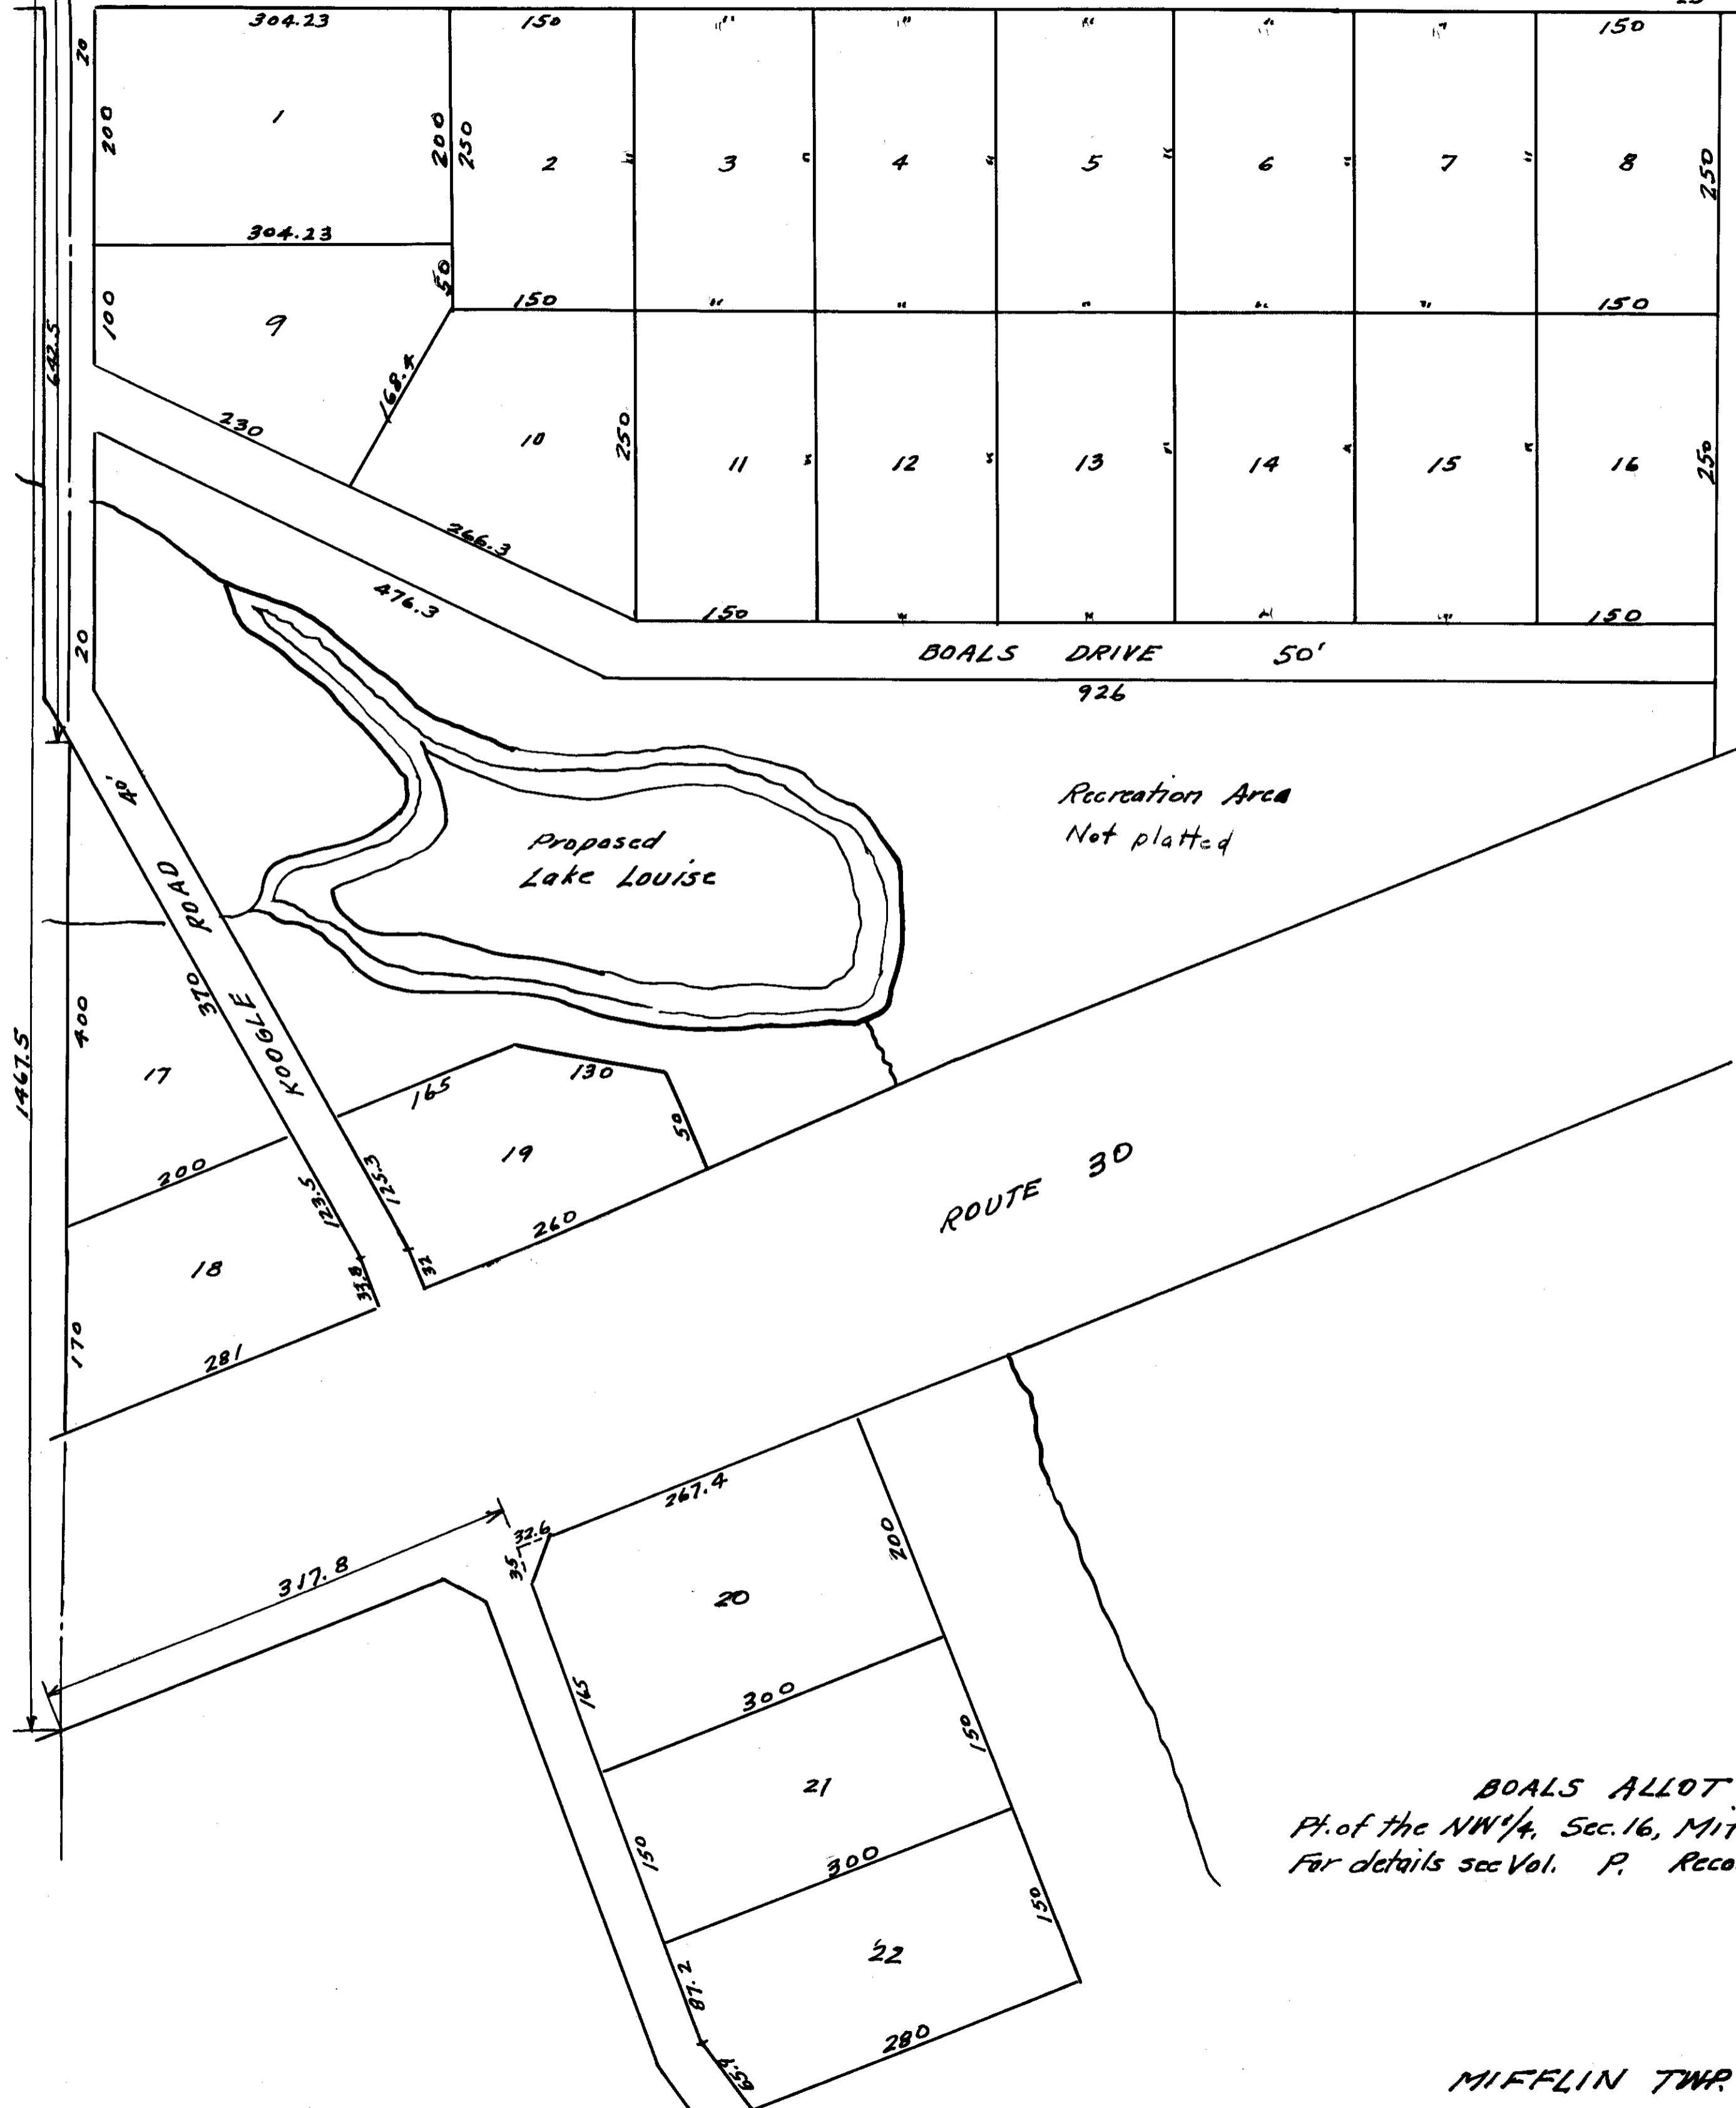 304.23 150 " " " " " 150
20
200 1 200 250 2 " 3 " 4 " 5 " 6 " 7 " 8 250
304.23
50
150 " " " " " 150
100 9
642.5
168.
230
10 250 11 " 12 " 13 " 14 " 15 " 16 250
266.3
476.3
150 " " " " 150
20
BOALS DRIVE 50'
926
40'
Recreation Area
Not platted
Proposed
Lake Louise
KOOGLE ROAD
370
400
1467.5
17
165
130
50
19
200
123.5
125.3
260
ROUTE 30
18
33.8
32
170
281
267.4
32.6
35
200
317.8
20
165
300
150
21
BOALS ALLOT.
Pt. of the NW 1/4, Sec. 16,
For details see Vol. P.
150
300
150
22
87.2
280
MIFFLIN TWP.